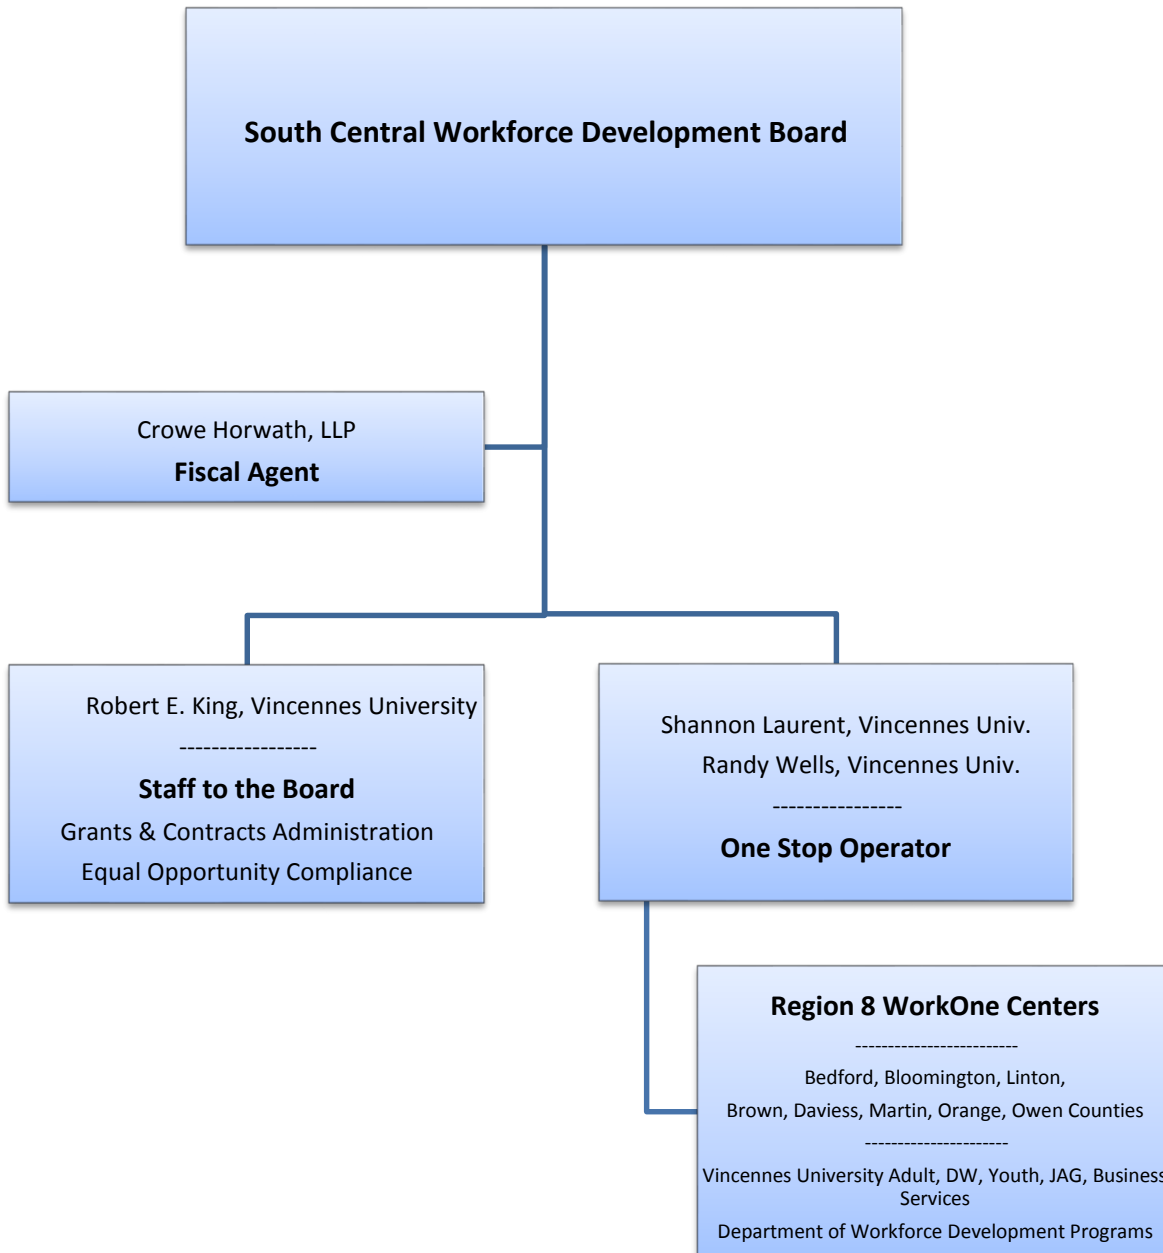 South Central Workforce Development Board
Crowe Horwath, LLP
Fiscal Agent
Robert E. King, Vincennes University
-----------------
Staff to the Board
Grants & Contracts Administration
Equal Opportunity Compliance
Shannon Laurent, Vincennes Univ.
Randy Wells, Vincennes Univ.
----------------
One Stop Operator
Region 8 WorkOne Centers
-------------------------
Bedford, Bloomington, Linton,
Brown, Daviess, Martin, Orange, Owen Counties
----------------------
Vincennes University Adult, DW, Youth, JAG, Business
Services
Department of Workforce Development Programs